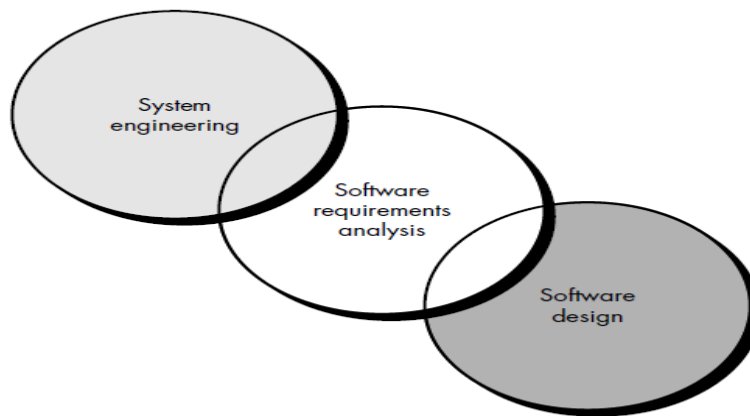 System
engineering
Software
requirements
analysis
Software
design